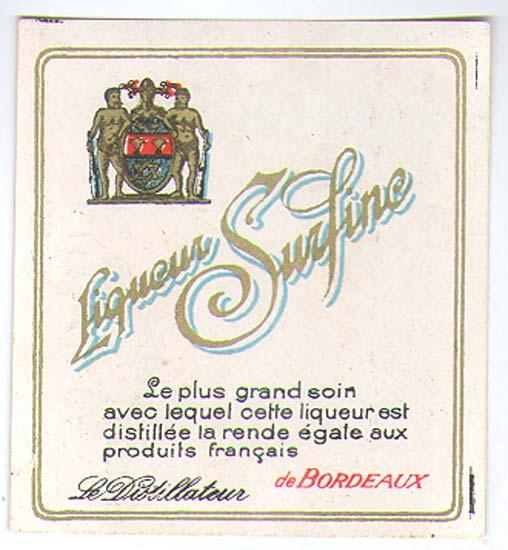 Liqueur Surfine
Le plus grand soin
avec lequel cette liqueur est
distillée la rende égale aux
produits français
de BORDEAUX
Le Distillateur